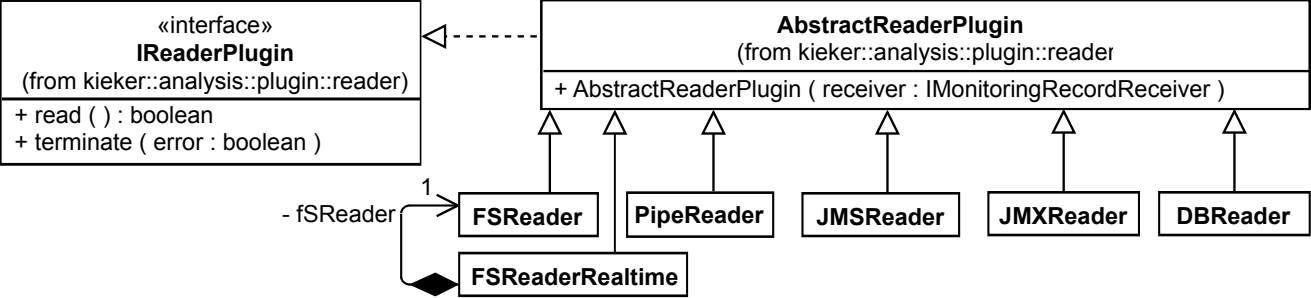 «interface»
IReaderPlugin
(from kieker::analysis::plugin::reader)
+ read ( ) : boolean
+ terminate ( error : boolean )
AbstractReaderPlugin
(from kieker::analysis::plugin::reader
+ AbstractReaderPlugin ( receiver : IMonitoringRecordReceiver )
1
- fSReader
FSReader
PipeReader
JMSReader
JMXReader
DBReader
FSReaderRealtime